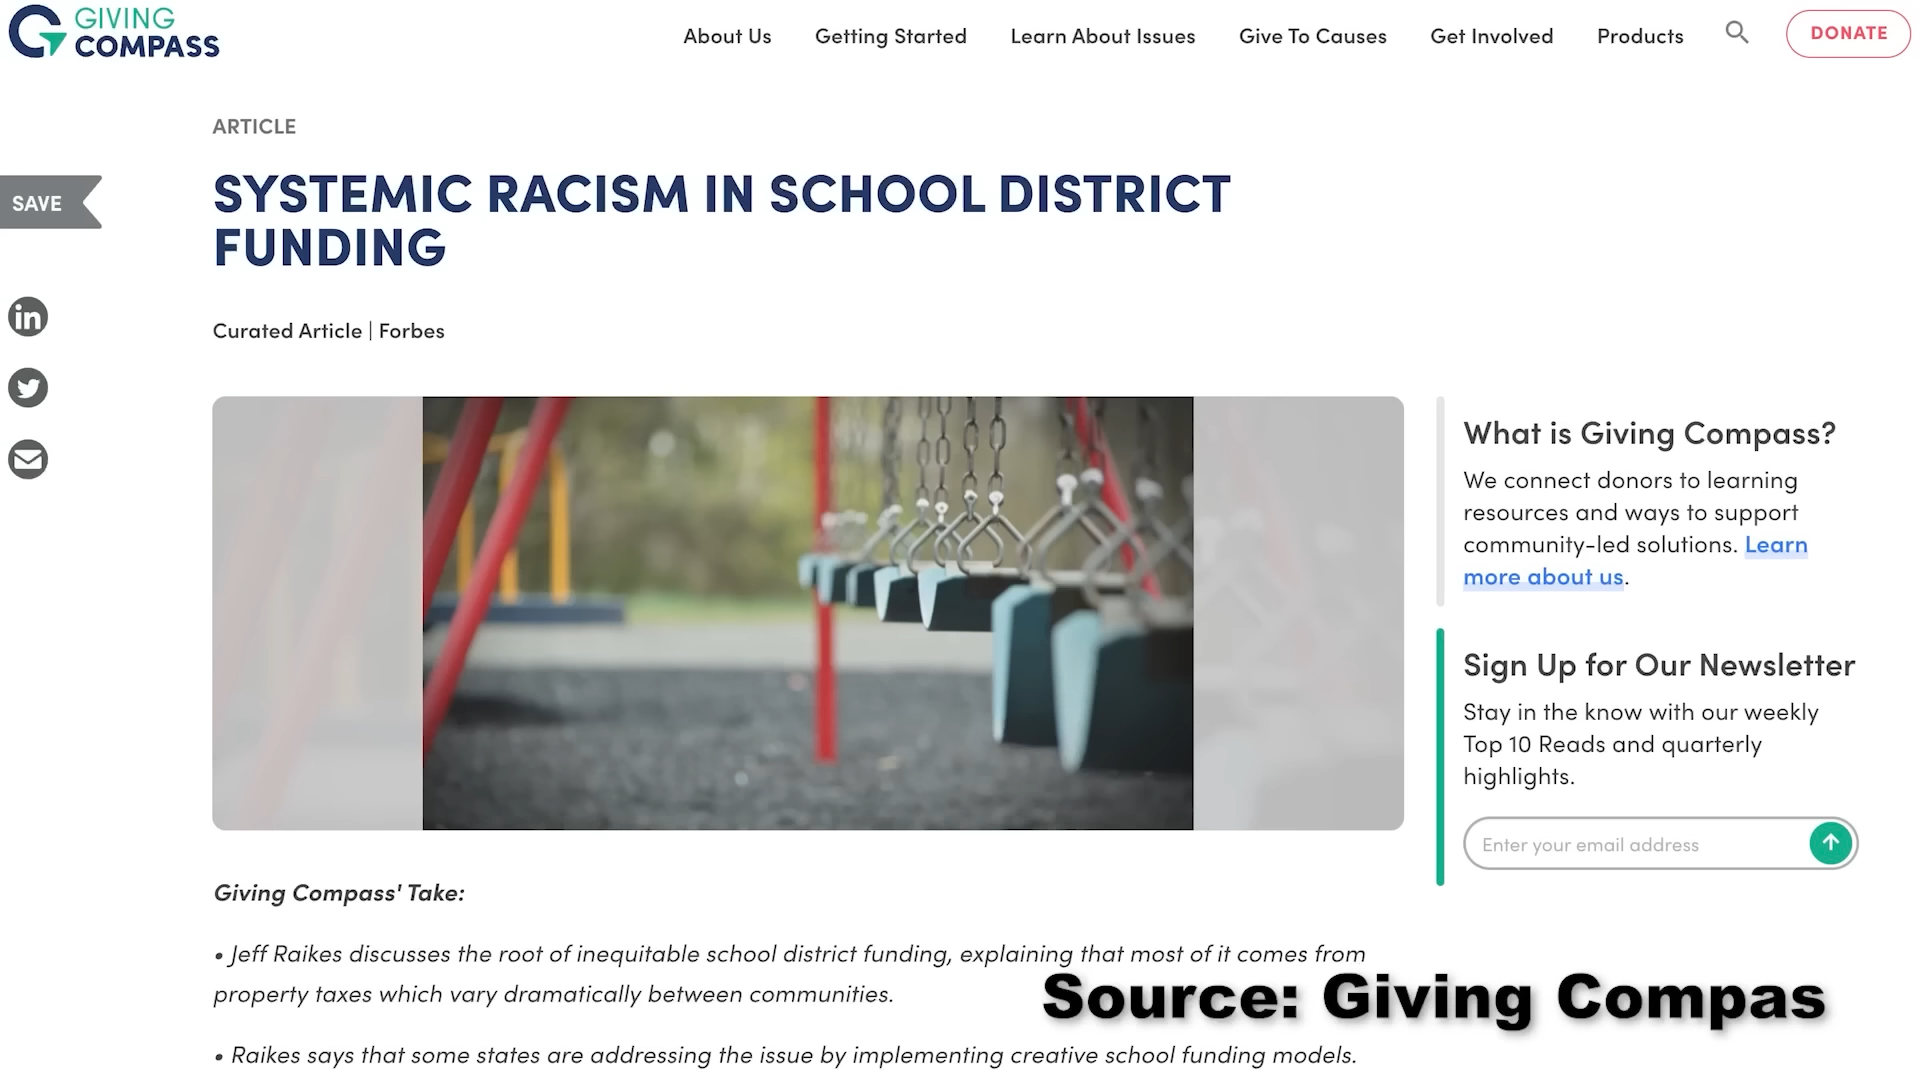 GIVING
COMPASS
About Us
Getting Started
Learn About Issues
Give To Causes
Get Involved
Products
DONATE
ARTICLE
SAVE
SYSTEMIC RACISM IN SCHOOL DISTRICT
FUNDING
Curated Article | Forbes
What is Giving Compass?
We connect donors to learning
resources and ways to support
community-led solutions. Learn
more about us.
Sign Up for Our Newsletter
Stay in the know with our weekly
Top 10 Reads and quarterly
highlights.
Enter your email address
Giving Compass' Take:
• Jeff Raikes discusses the root of inequitable school district funding, explaining that most of it comes from
property taxes which vary dramatically between communities.
Source: Giving Compas
• Raikes says that some states are addressing the issue by implementing creative school funding models.